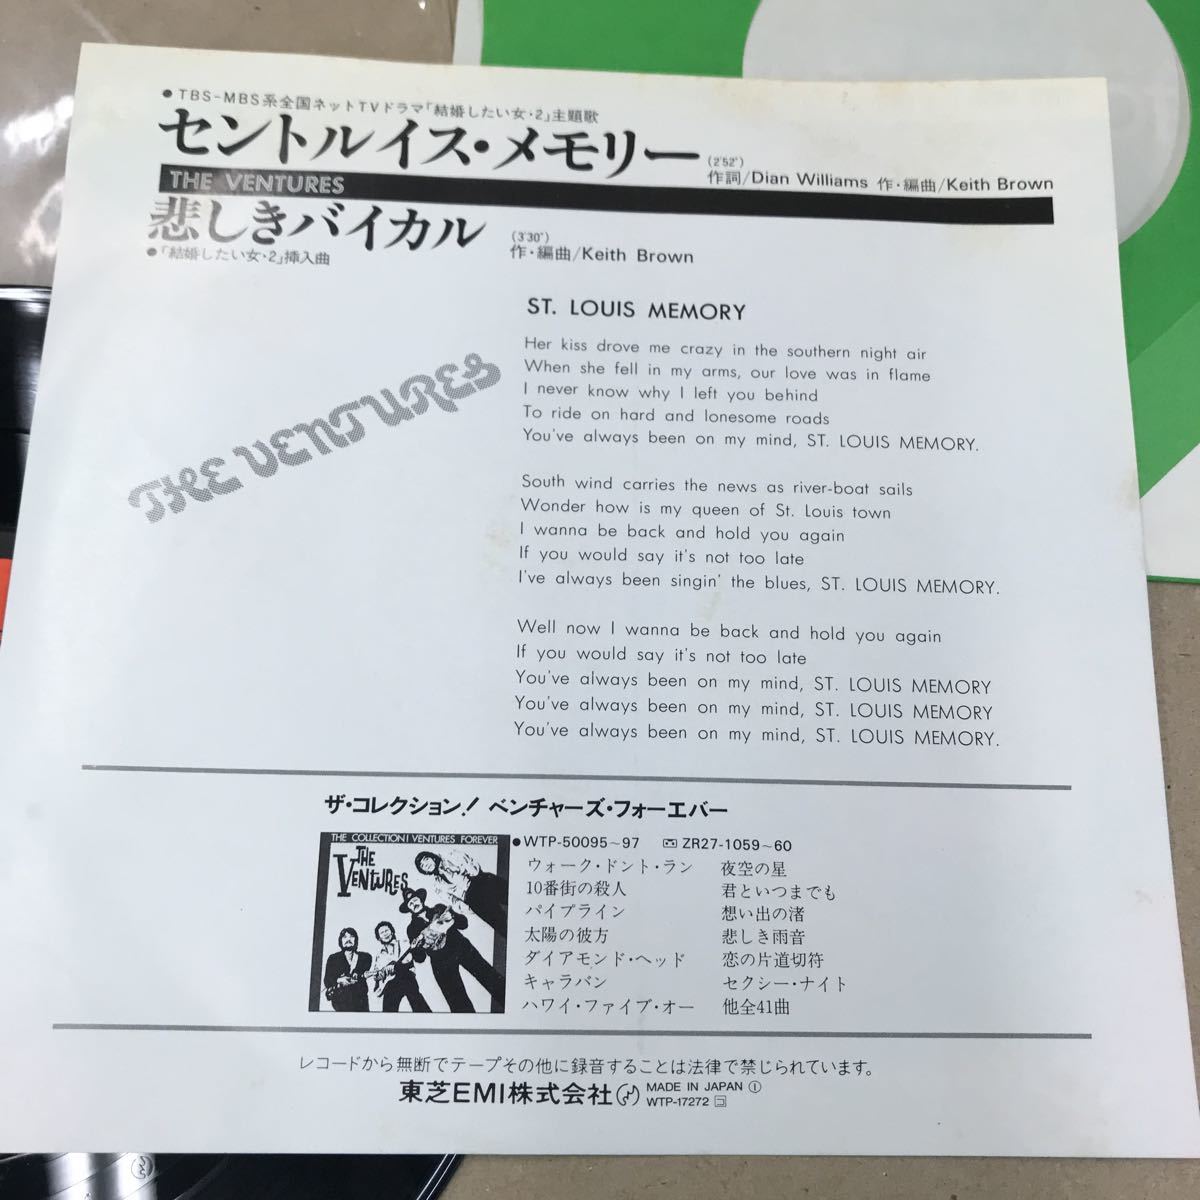 ●TBS-MBS系全国ネットTVドラマ「結婚したい女・2」主題歌
セントルイス・メモリー (2'52")
作詞/Dian Williams 作・編曲/Keith Brown
THE VENTURES
悲しきバイカル (3'30")
作・編曲/Keith Brown
●「結婚したい女・2」挿入曲
THE VENTURES
ST. LOUIS MEMORY
Her kiss drove me crazy in the southern night air
When she fell in my arms, our love was in flame
I never know why I left you behind
To ride on hard and lonesome roads
You've always been on my mind, ST. LOUIS MEMORY.
South wind carries the news as river-boat sails
Wonder how is my queen of St. Louis town
I wanna be back and hold you again
If you would say it's not too late
I've always been singin' the blues, ST. LOUIS MEMORY.
Well now I wanna be back and hold you again
If you would say it's not too late
You've always been on my mind, ST. LOUIS MEMORY
You've always been on my mind, ST. LOUIS MEMORY
You've always been on my mind, ST. LOUIS MEMORY.
ザ・コレクション! ベンチャーズ・フォーエバー
THE COLLECTION! VENTURES FOREVER
THE VENTURES
●WTP-50095~97 ZR27-1059~60
ウォーク・ドント・ラン 夜空の星
10番街の殺人 君といつまでも
パイプライン 想い出の渚
太陽の彼方 悲しき雨音
ダイアモンド・ヘッド 恋の片道切符
キャラバン セクシー・ナイト
ハワイ・ファイブ・オー 他全41曲
レコードから無断でテープその他に録音することは法律で禁じられています。
東芝EMI株式会社 MADE IN JAPAN Ⓘ
WTP-17272 コ